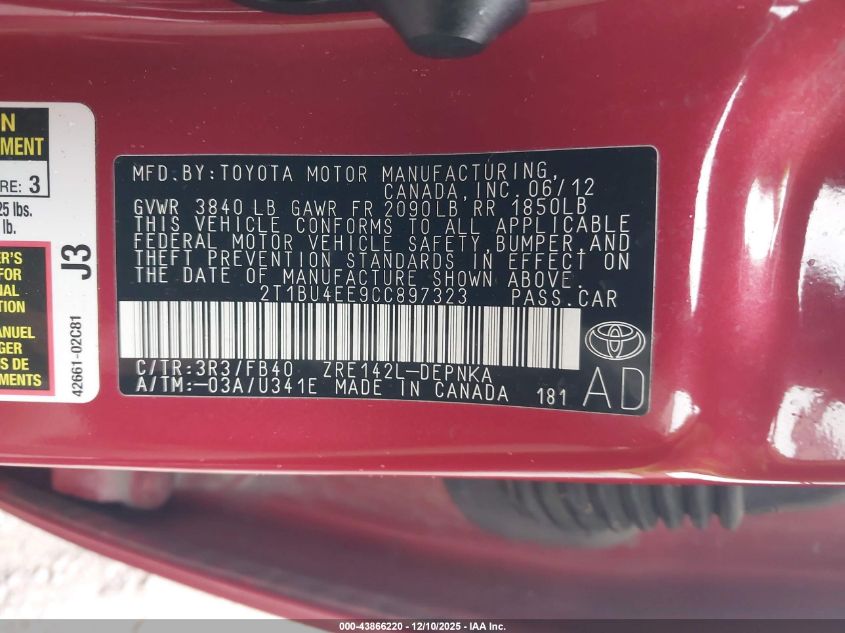 N
MENT
RE: 3
25 lbs.
lb.
ER'S
FOR
NAL
ION
ANUEL
GER
S DE
OUS
J3
42661-02C81
MFD.BY:TOYOTA MOTOR MANUFACTURING,
CANADA,INC. 06/12
GVWR 3840LB GAWR FR 2090LB RR 1850LB
THIS VEHICLE CONFORMS TO ALL APPLICABLE
FEDERAL MOTOR VEHICLE SAFETY,BUMPER,AND
THEFT PREVENTION STANDARDS IN EFFECT ON
THE DATE OF MANUFACTURE SHOWN ABOVE.
2T1BU4EE9CC897323 PASS.CAR
C/TR:3R3/FB40 ZRE142L-DEPNKA
A/TM:-03A/U341E MADE IN CANADA 181
AD
000-43866220 - 12/10/2025 - IAA Inc.